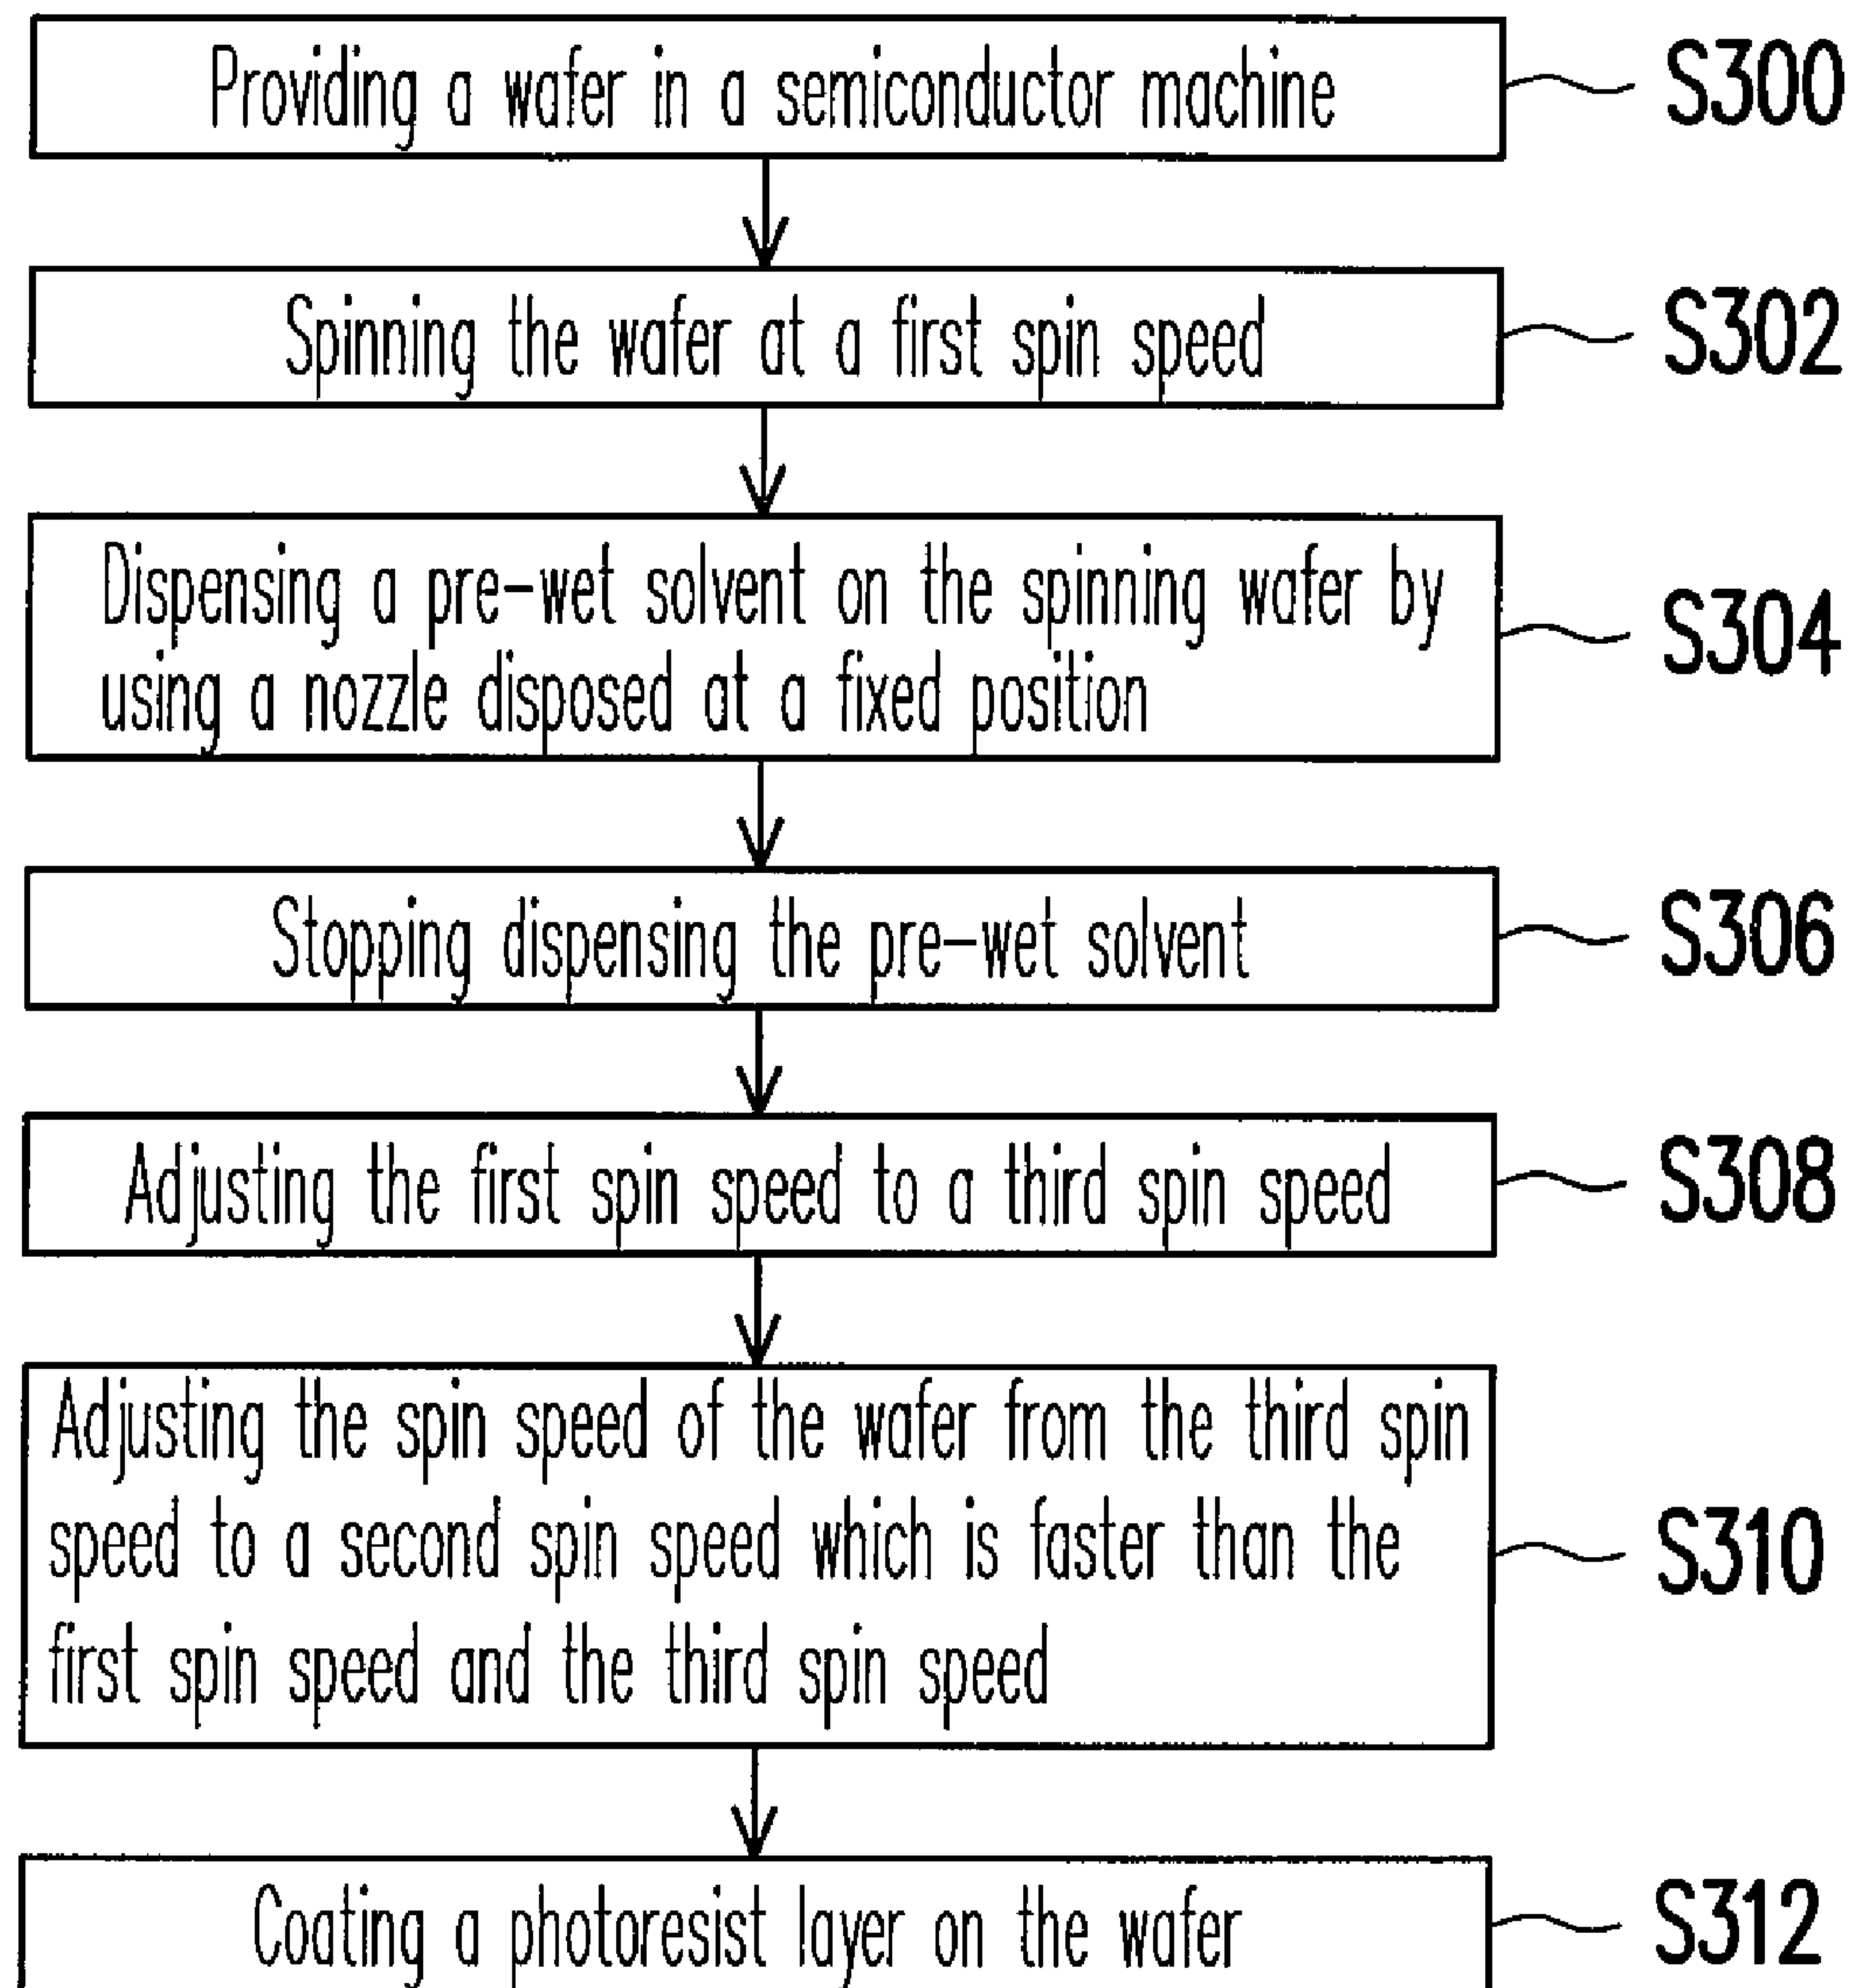 Providing a wafer in a semiconductor machine S300
Spinning the wafer at a first spin speed S302
Dispensing a pre-wet solvent on the spinning wafer by
using a nozzle disposed at a fixed position S304
Stopping dispensing the pre-wet solvent S306
Adjusting the first spin speed to a third spin speed S308
Adjusting the spin speed of the wafer from the third spin
speed to a second spin speed which is faster than the
first spin speed and the third spin speed S310
Coating a photoresist layer on the wafer S312